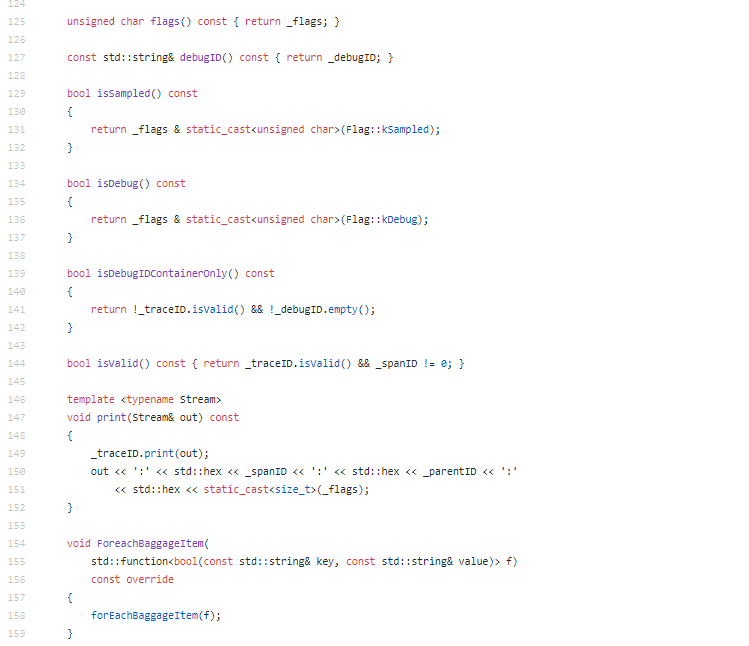 124
125 unsigned char flags() const { return _flags; }
126
127 const std::string& debugID() const { return _debugID; }
128
129 bool isSampled() const
130 {
131 return _flags & static_cast<unsigned char>(Flag::kSampled);
132 }
133
134 bool isDebug() const
135 {
136 return _flags & static_cast<unsigned char>(Flag::kDebug);
137 }
138
139 bool isDebugIDContainerOnly() const
140 {
141 return !_traceID.isValid() && !_debugID.empty();
142 }
143
144 bool isValid() const { return _traceID.isValid() && _spanID != 0; }
145
146 template <typename Stream>
147 void print(Stream& out) const
148 {
149 _traceID.print(out);
150 out << ':' << std::hex << _spanID << ':' << std::hex << _parentID << ':'
151 << std::hex << static_cast<size_t>(_flags);
152 }
153
154 void ForeachBaggageItem(
155 std::function<bool(const std::string& key, const std::string& value)> f)
156 const override
157 {
158 forEachBaggageItem(f);
159 }